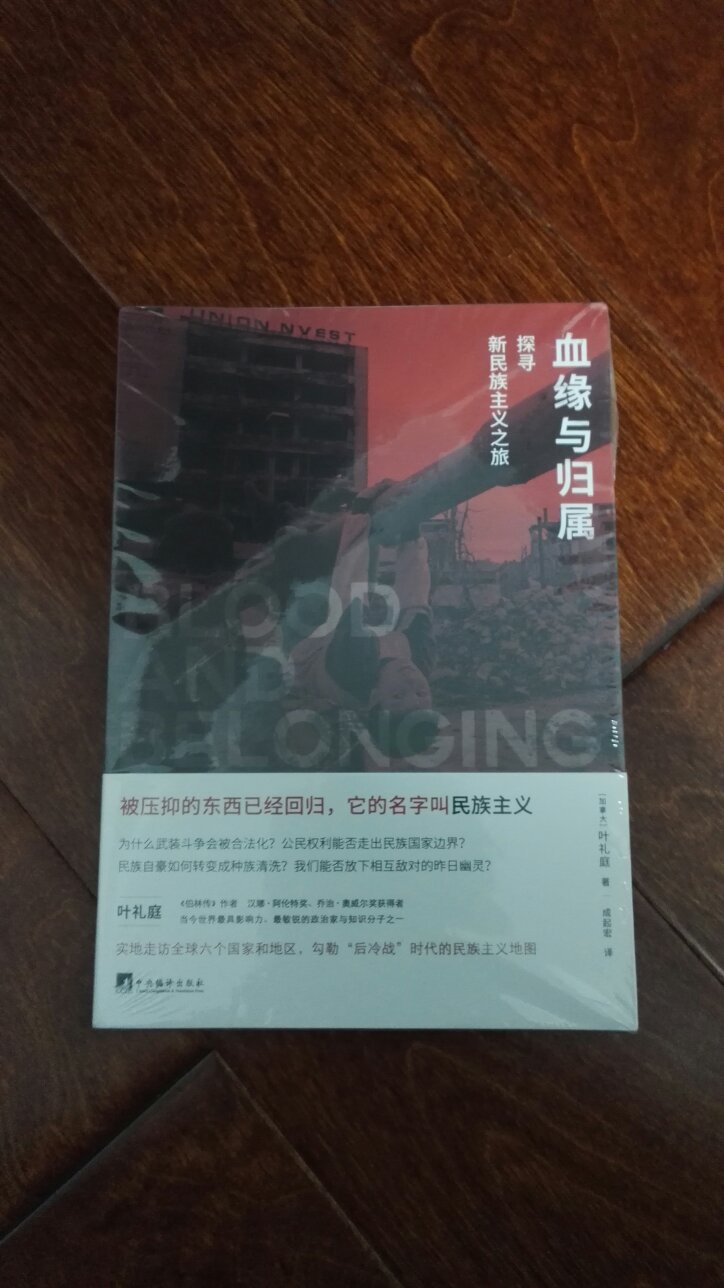 UNION NVEST
血缘与归属
探寻
新民族主义之旅
BLOOD
AND
BELONGING
被压抑的东西已经回归，它的名字叫民族主义
为什么武装斗争会被合法化？公民权利能否走出民族国家边界？
民族自豪如何转变成种族清洗？我们能否放下相互敌对的昨日幽灵？
叶礼庭
《伯林传》作者 汉娜·阿伦特奖、乔治·奥威尔奖获得者
当今世界最具影响力、最敏锐的政治家与知识分子之一
实地走访全球六个国家和地区，勾勒“后冷战”时代的民族主义地图
中央编译出版社
［加拿大］叶礼庭 著
成起宏 译